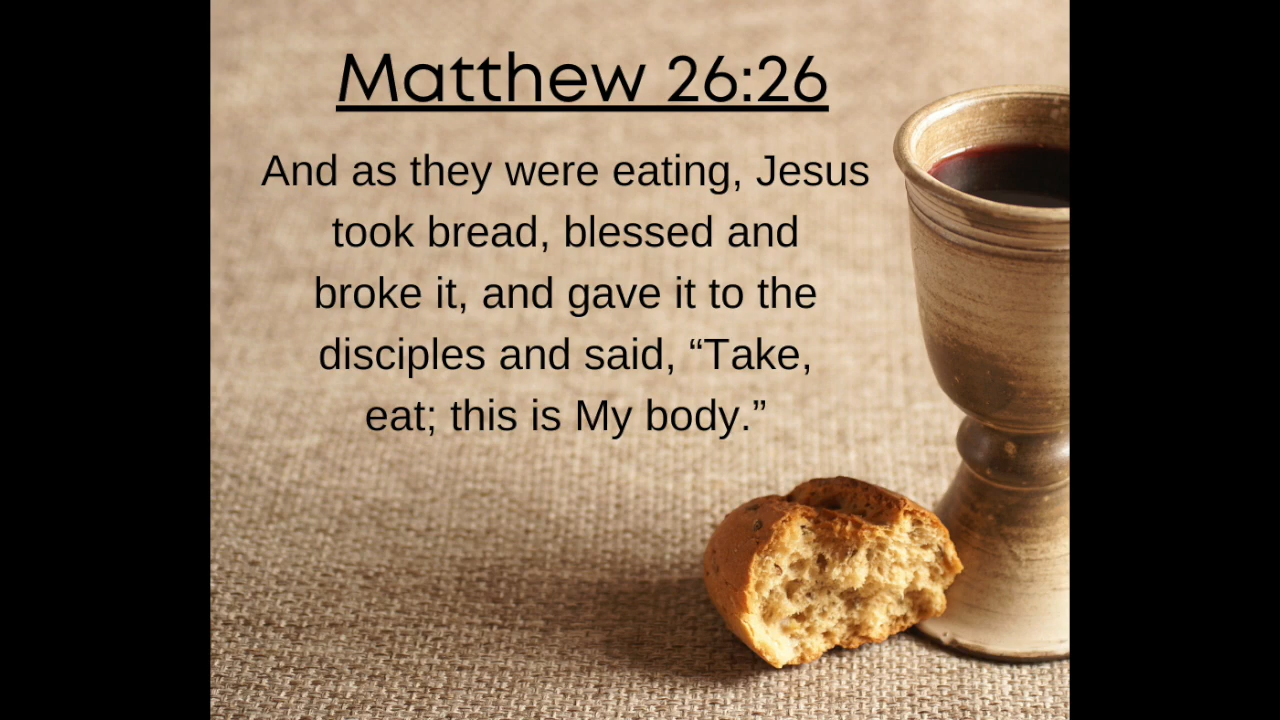 Matthew 26:26
And as they were eating, Jesus
took bread, blessed and
broke it, and gave it to the
disciples and said, “Take,
eat; this is My body.”